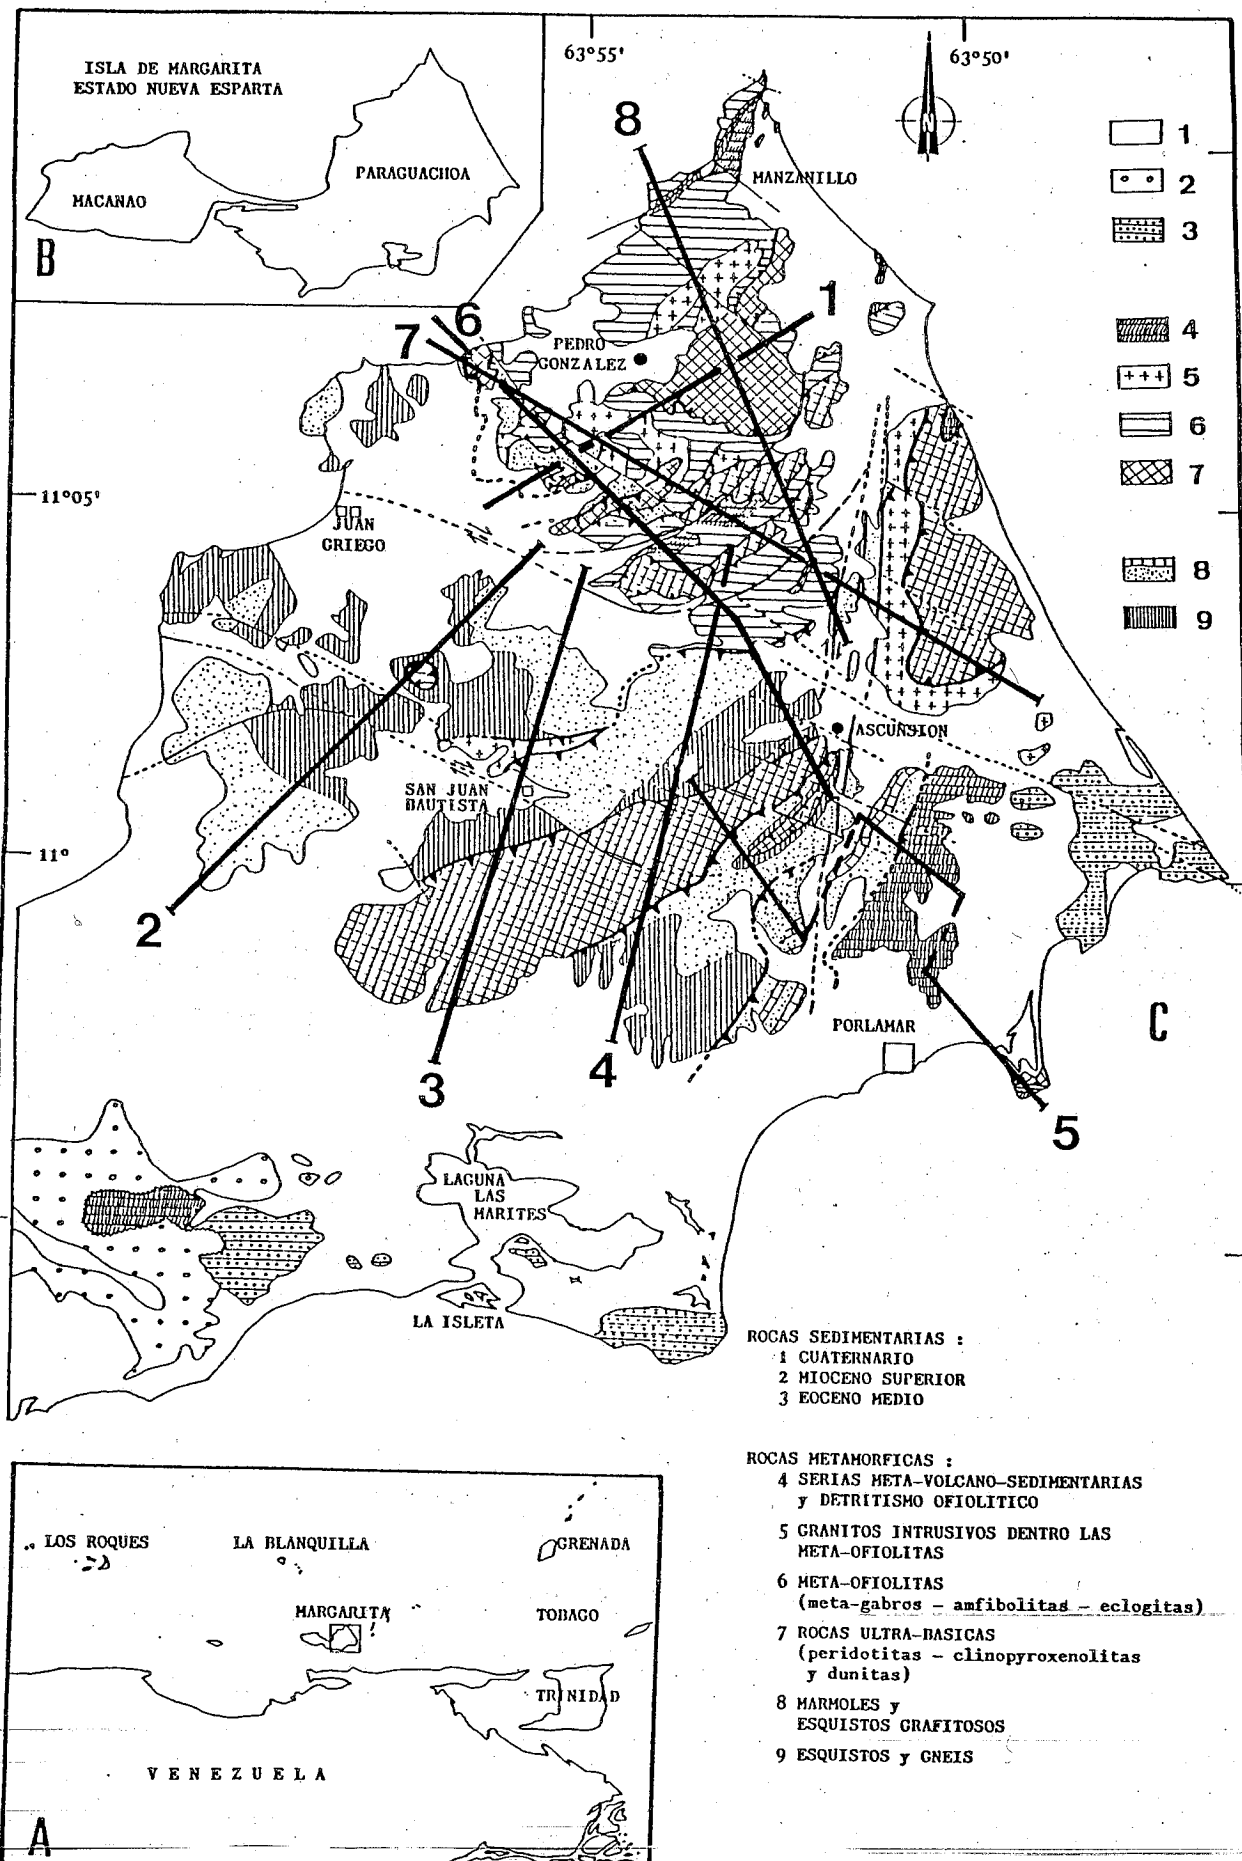 ISLA DE MARGARITA
ESTADO NUEVA ESPARTA
MACANAO
PARAGUACHOA
B
63°55'
63°50'
8
MANZANILLO
1
2
3
4
5
6
7
8
9
1
6
7
PEDRO
GONZALEZ
11°05'
JUAN
GRIEGO
ASCUNSION
SAN JUAN
BAUTISTA
11°
2
3
4
5
PORLAMAR
C
LAGUNA
LAS
MARITES
LA ISLETA
ROCAS SEDIMENTARIAS :
1 CUATERNARIO
2 MIOCENO SUPERIOR
3 EOCENO MEDIO
ROCAS METAMORFICAS :
4 SERIAS META-VOLCANO-SEDIMENTARIAS
y DETRITISMO OFIOLITICO
5 GRANITOS INTRUSIVOS DENTRO LAS
META-OFIOLITAS
6 META-OFIOLITAS
(meta-gabros - amfibolitas - eclogitas)
7 ROCAS ULTRA-BASICAS
(peridotitas - clinopyroxenolitas
y dunitas)
8 MARMOLES y
ESQUISTOS GRAFITOSOS
9 ESQUISTOS y GNEIS
LOS ROQUES
LA BLANQUILLA
GRENADA
MARGARITA
TOBAGO
TRINIDAD
VENEZUELA
A